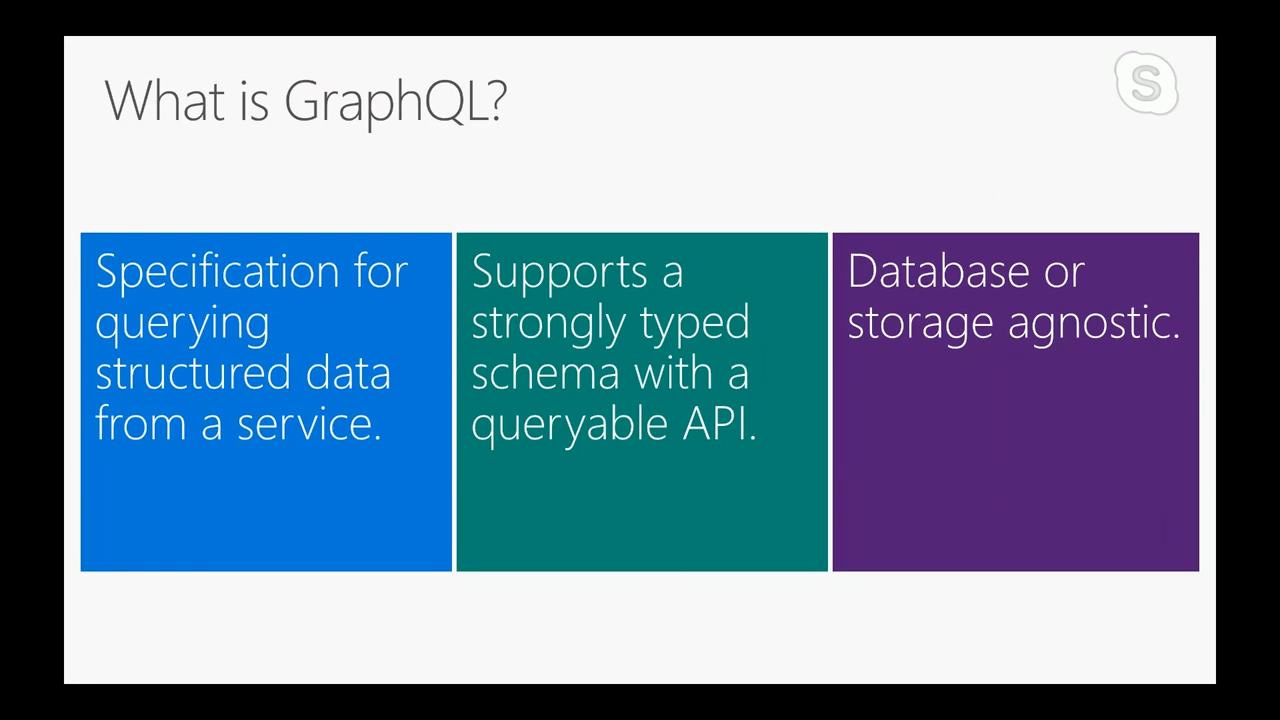 What is GraphQL?
S
Specification for
querying
structured data
from a service.
Supports a
strongly typed
schema with a
queryable API.
Database or
storage agnostic.